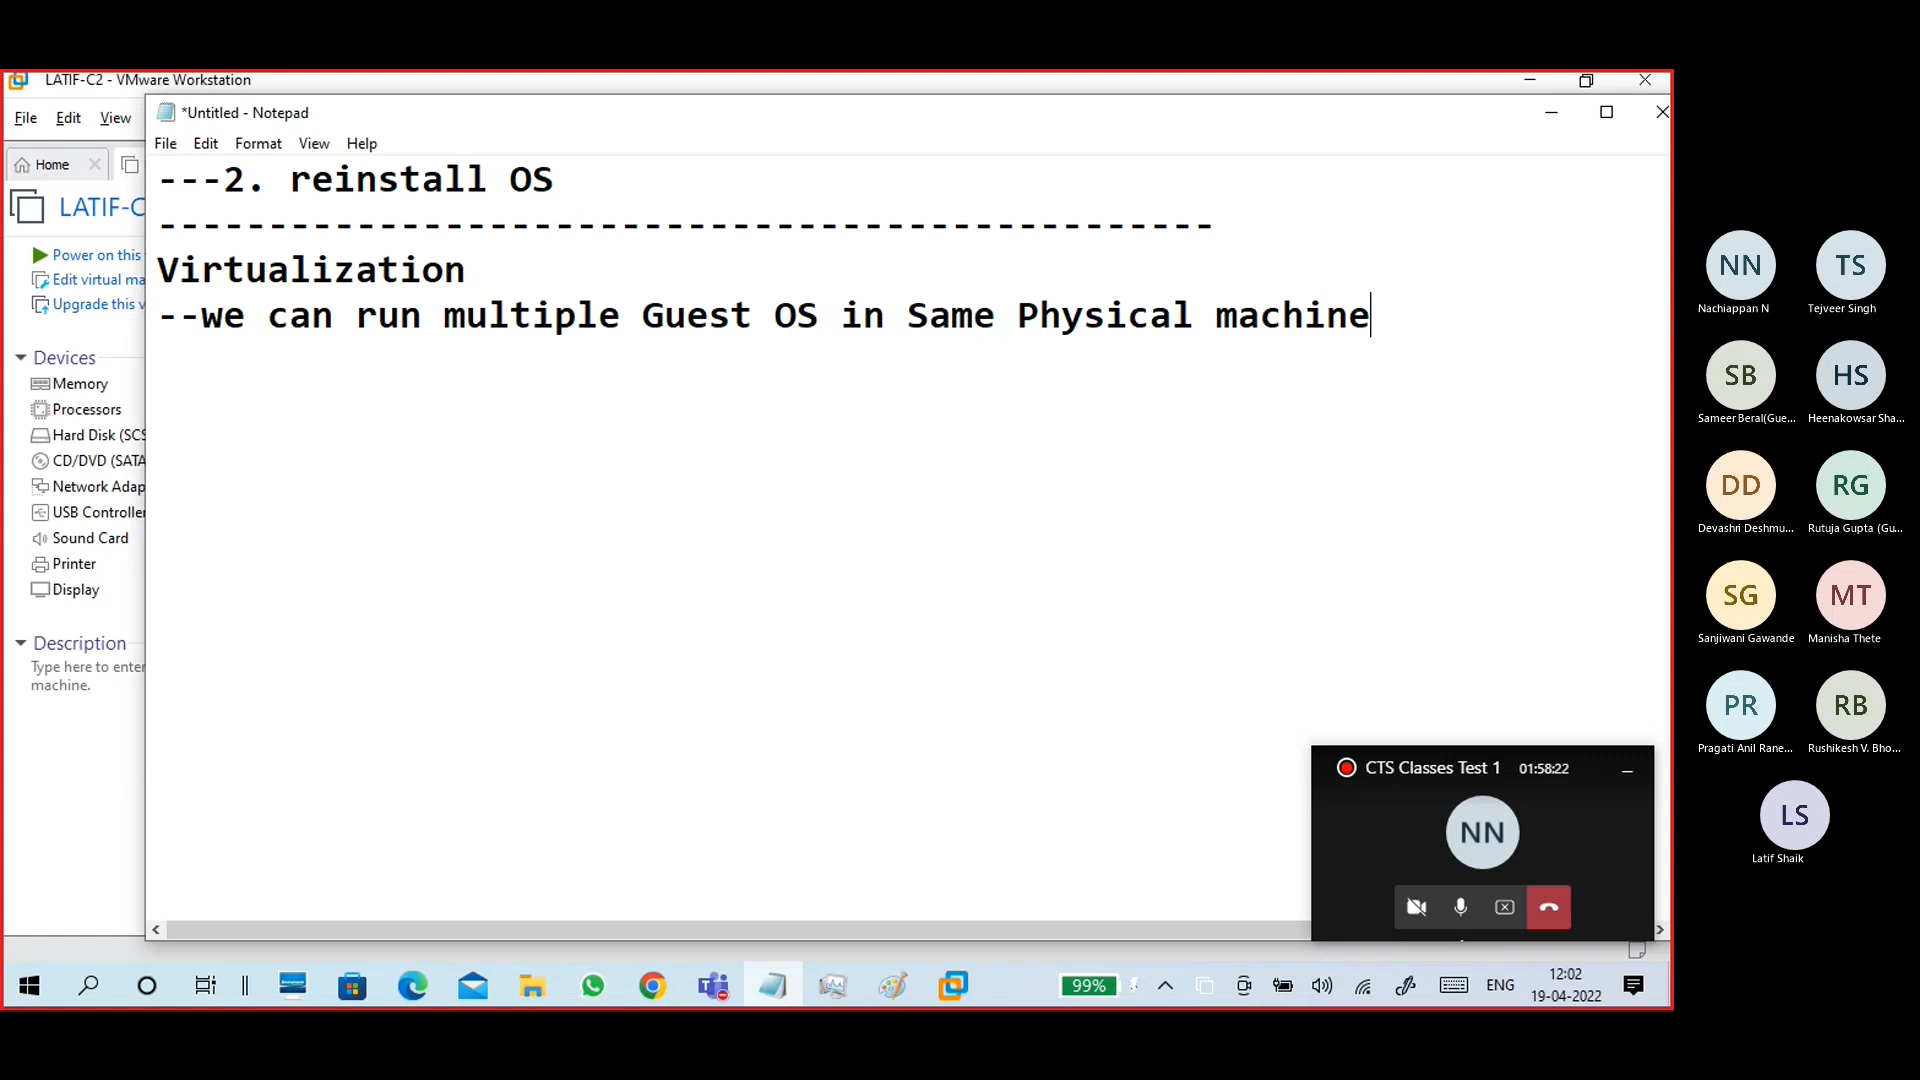 LATIF-C2 - VMware Workstation
File Edit View
*Untitled - Notepad
File Edit Format View Help
Home
LATIF-C
Power on this
Edit virtual ma
Upgrade this v
Devices
Memory
Processors
Hard Disk (SCS
CD/DVD (SATA
Network Adap
USB Controller
Sound Card
Printer
Display
Description
Type here to enter
machine.
---2. reinstall OS
------------------------------------------------
Virtualization
--we can run multiple Guest OS in Same Physical machine
CTS Classes Test 1 01:58:22
NN
99%
ENG
12:02
19-04-2022
NN TS
Nachiappan N Tejveer Singh
SB HS
Sameer Beral(Gue... Heenakowsar Sha...
DD RG
Devashri Deshmu... Rutuja Gupta (Gu...
SG MT
Sanjiwani Gawande Manisha Thete
PR RB
Pragati Anil Rane... Rushikesh V. Bho...
LS
Latif Shaik